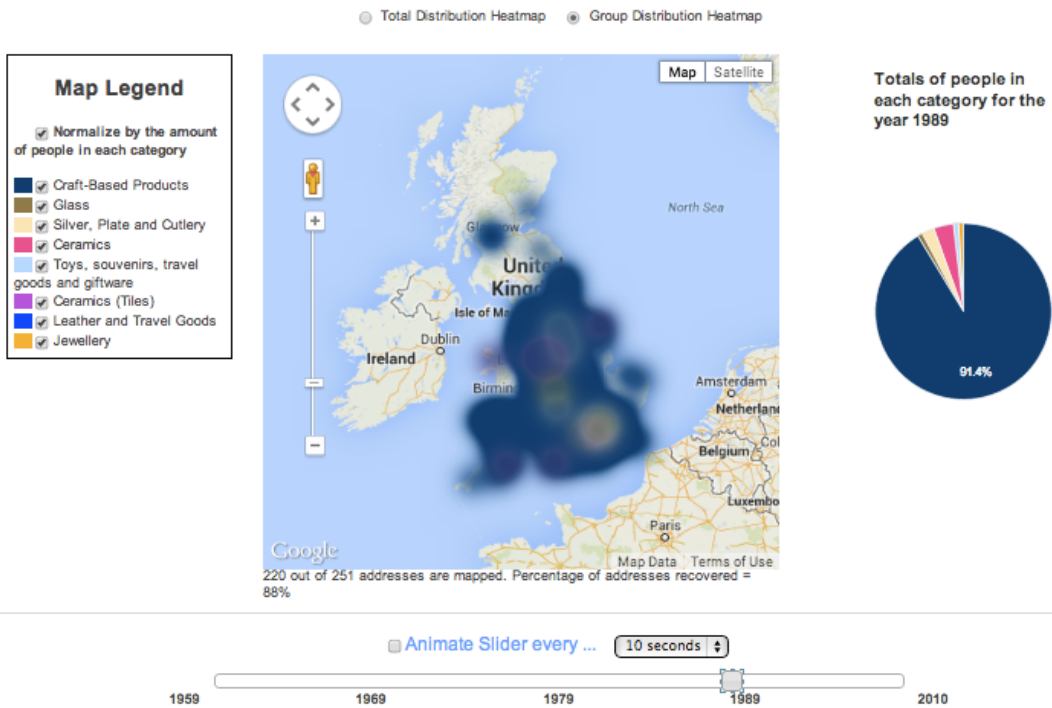 Total Distribution Heatmap Group Distribution Heatmap
Map Legend
Normalize by the amount
of people in each category
Craft-Based Products
Glass
Silver, Plate and Cutlery
Ceramics
Toys, souvenirs, travel
goods and giftware
Ceramics (Tiles)
Leather and Travel Goods
Jewellery
Map Satellite
North Sea
United
Isle of Ma
Dublin
Ireland
Amsterdam
Netherland
Belgium
Luxembo
Paris
Google
Map Data Terms of Use
220 out of 251 addresses are mapped. Percentage of addresses recovered =
88%
Totals of people in
each category for the
year 1989
91.4%
Animate Slider every ... 10 seconds
1959 1969 1979 1989 2010